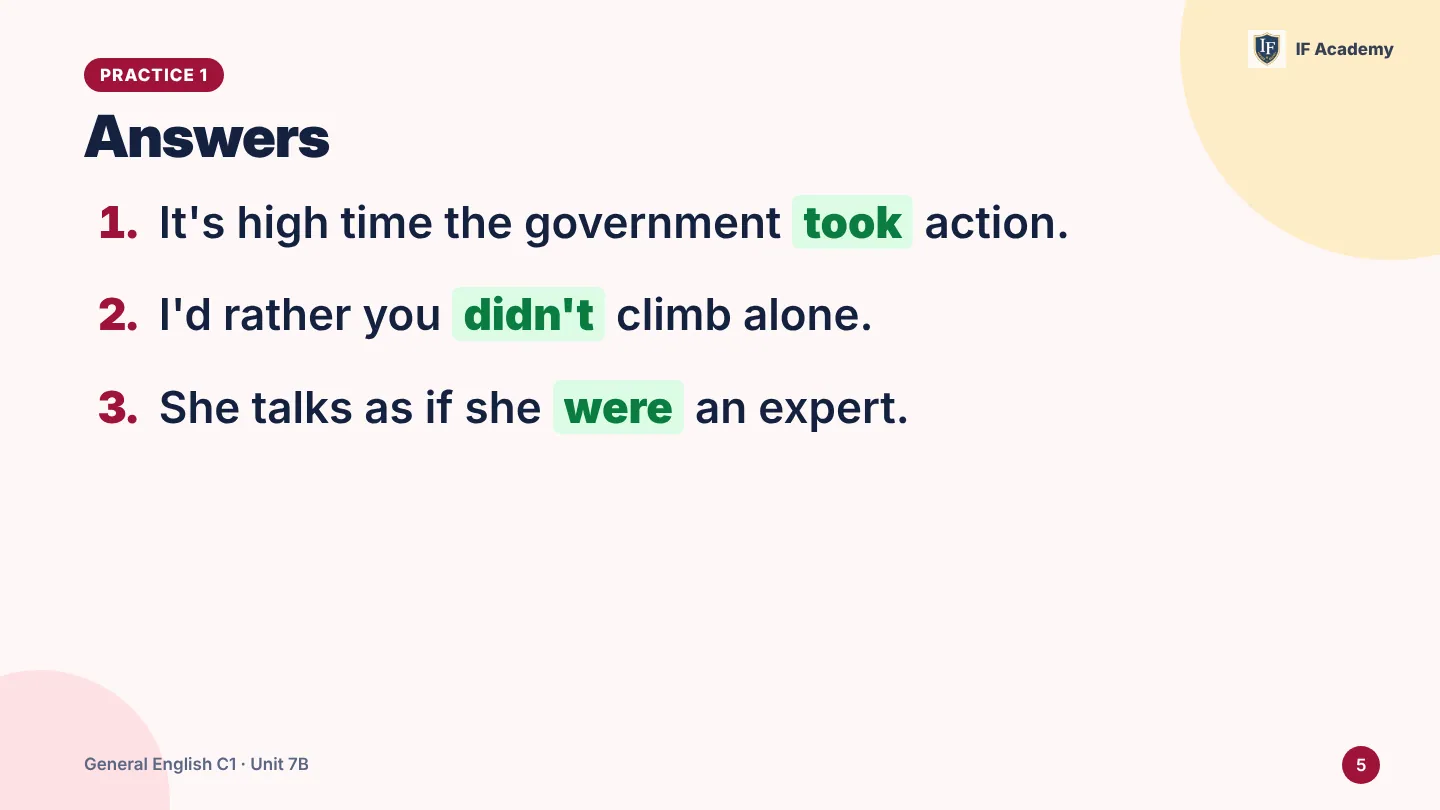 IF IF Academy
PRACTICE 1
Answers
1. It's high time the government took action.
2. I'd rather you didn't climb alone.
3. She talks as if she were an expert.
General English C1 · Unit 7B
5